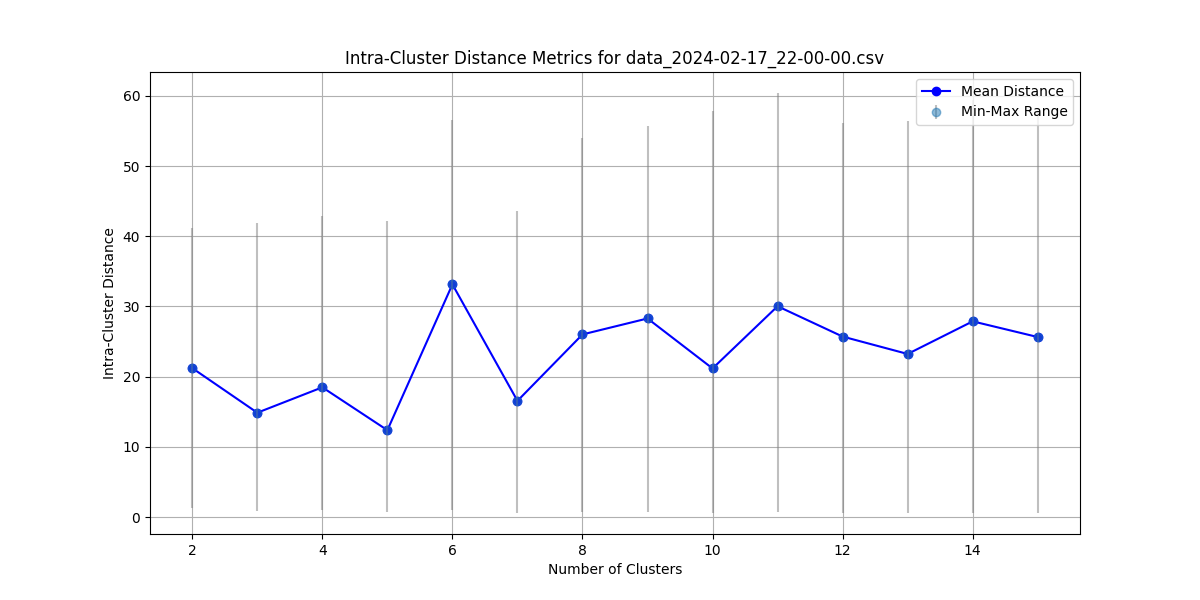 Intra-Cluster Distance Metrics for data_2024-02-17_22-00-00.csv
Mean Distance
Min-Max Range
60
50
40
30
20
10
0
Intra-Cluster Distance
2 4 6 8 10 12 14
Number of Clusters